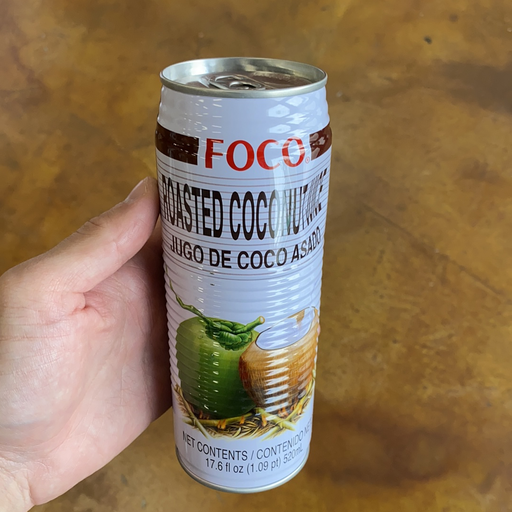 FOCO
ROASTED COCONUT JUICE
JUGO DE COCO ASADO
NET CONTENTS / CONTENIDO
17.6 fl oz (1.09 pt) 520mL